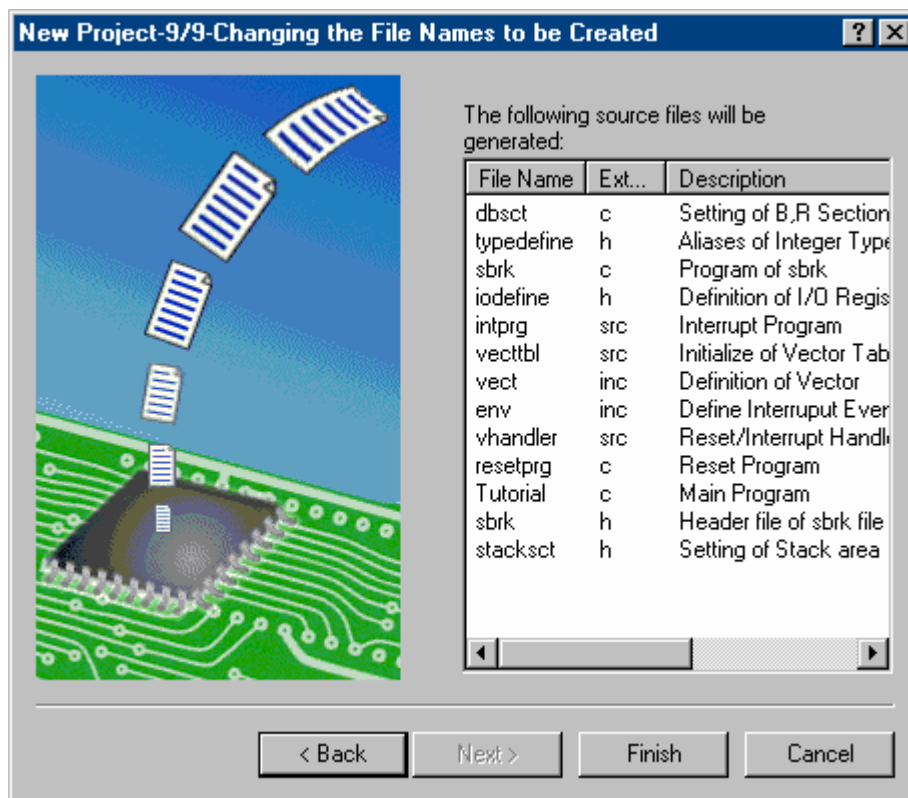 New Project-9/9-Changing the File Names to be Created
The following source files will be
generated:
File Name Ext... Description
dbsct c Setting of B,R Section
typedefine h Aliases of Integer Type
sbrk c Program of sbrk
iodefine h Definition of I/O Regis
intprg src Interrupt Program
vecttbl src Initialize of Vector Tab
vect inc Definition of Vector
env inc Define Interruput Ever
vhandler src Reset/Interrupt Handl
resetprg c Reset Program
Tutorial c Main Program
sbrk h Header file of sbrk file
stacksct h Setting of Stack area
< Back Next > Finish Cancel